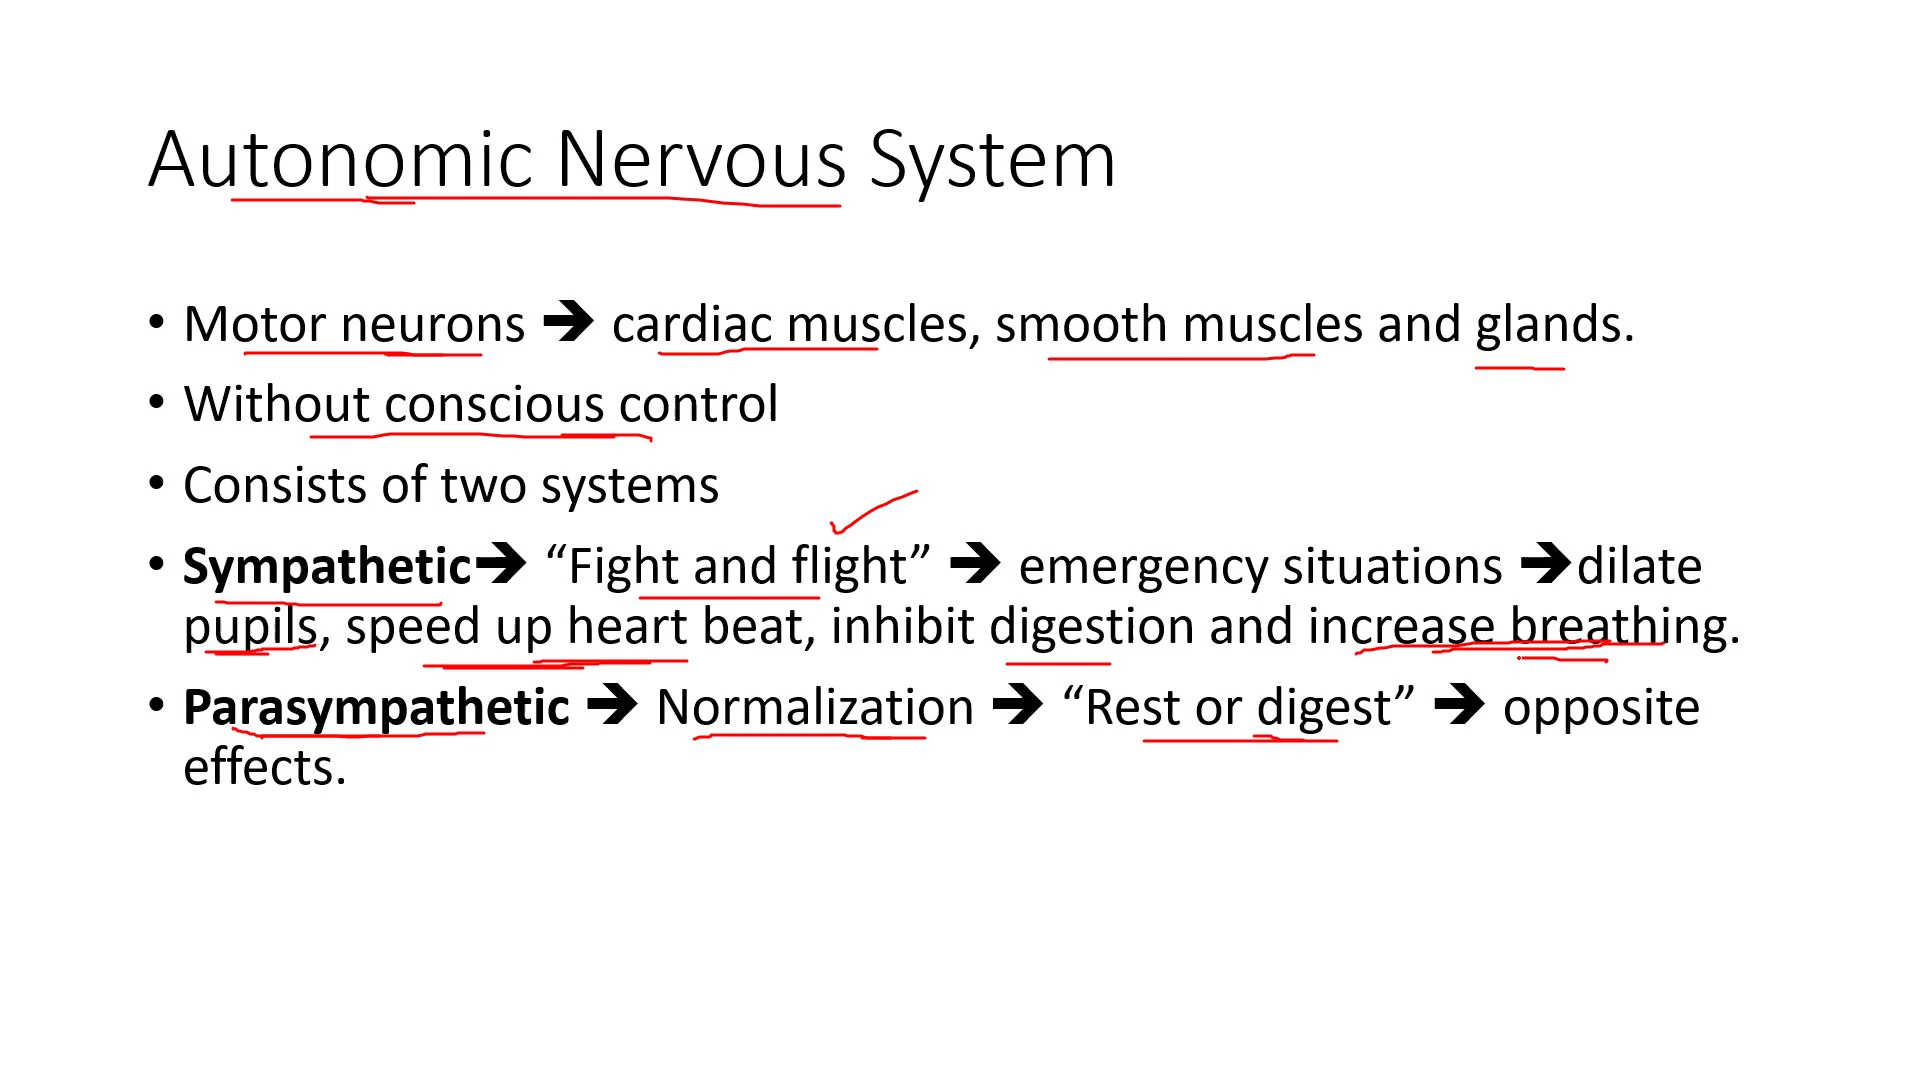 Autonomic Nervous System
• Motor neurons ➔ cardiac muscles, smooth muscles and glands.
• Without conscious control
• Consists of two systems
• Sympathetic➔ “Fight and flight” ➔ emergency situations ➔dilate
pupils, speed up heart beat, inhibit digestion and increase breathing.
• Parasympathetic ➔ Normalization ➔ “Rest or digest” ➔ opposite
effects.